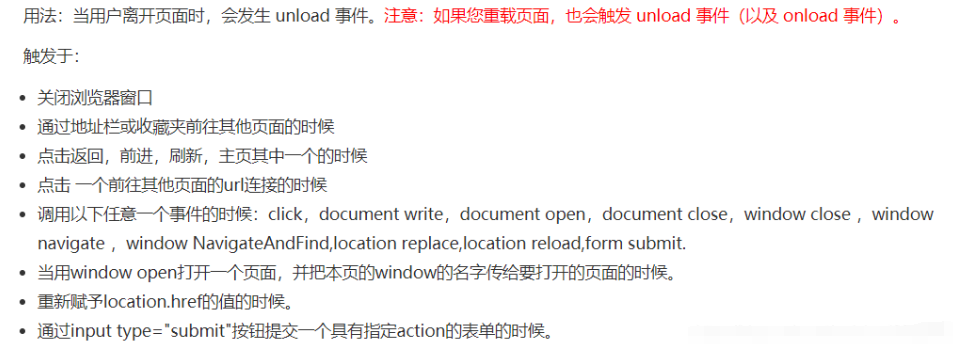 用法：当用户离开页面时，会发生 unload 事件。注意：如果您重载页面，也会触发 unload 事件（以及 onload 事件）。
触发于：
• 关闭浏览器窗口
• 通过地址栏或收藏夹前往其他页面的时候
• 点击返回，前进，刷新，主页其中一个的时候
• 点击 一个前往其他页面的url连接的时候
• 调用以下任意一个事件的时候：click，document write，document open，document close，window close ，window
navigate ，window NavigateAndFind,location replace,location reload,form submit.
• 当用window open打开一个页面，并把本页的window的名字传给要打开的页面的时候。
• 重新赋予location.href的值的时候。
• 通过input type="submit"按钮提交一个具有指定action的表单的时候。